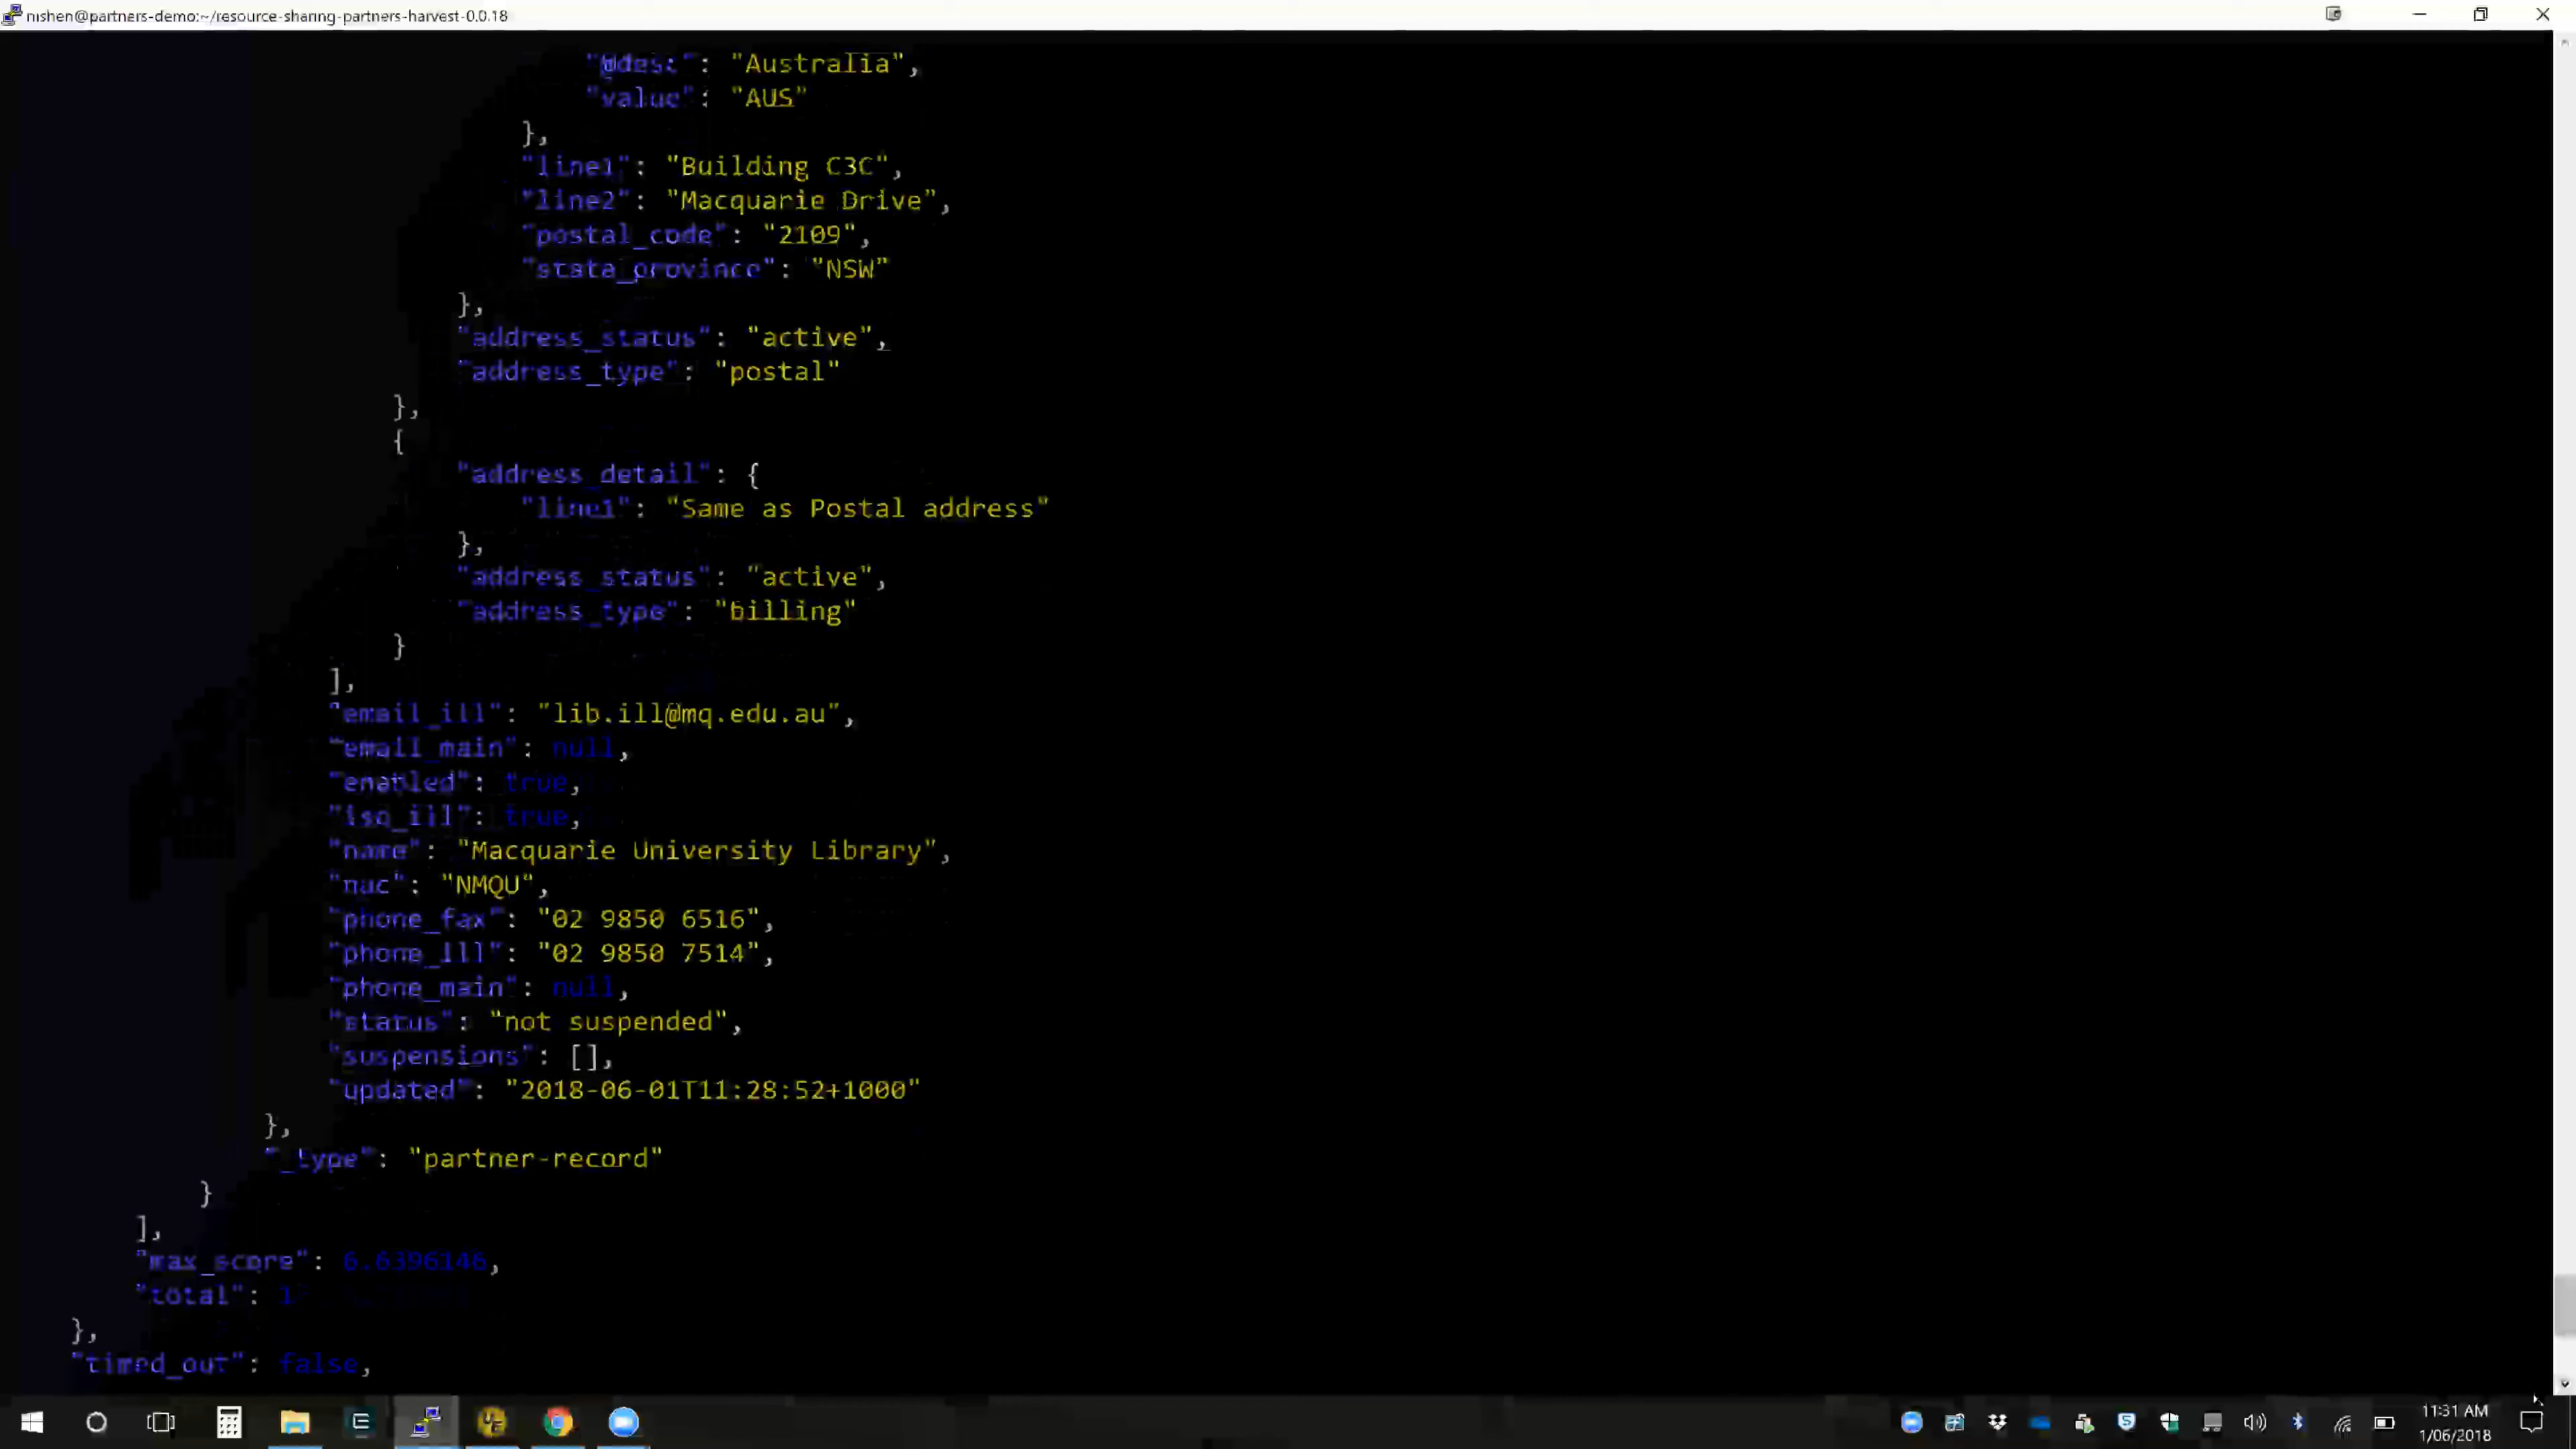 nishen@partners-demo:~/resource-sharing-partners-harvest-0.0.18
"@desc": "Australia",
"value": "AUS"
},
"line1": "Building C3C",
"line2": "Macquarie Drive",
"postal_code": "2109",
"stata_province": "NSW"
},
"address_status": "active",
"address_type": "postal"
},
{
"address_detail": {
"line1": "Same as Postal address"
},
"address_status": "active",
"address_type": "billing"
}
],
"email_ill": "lib.ill@mq.edu.au",
"email_main": null,
"enabled": true,
"iso_ill": true,
"name": "Macquarie University Library",
"nuc": "NMQU",
"phone_fax": "02 9850 6516",
"phone_ill": "02 9850 7514",
"phone_main": null,
"status": "not suspended",
"suspensions": [],
"updated": "2018-06-01T11:28:52+1000"
},
"_type": "partner-record"
}
],
"max_score": 6.6396146,
"total": 1
},
"timed_out": false,
11:31 AM
1/06/2018